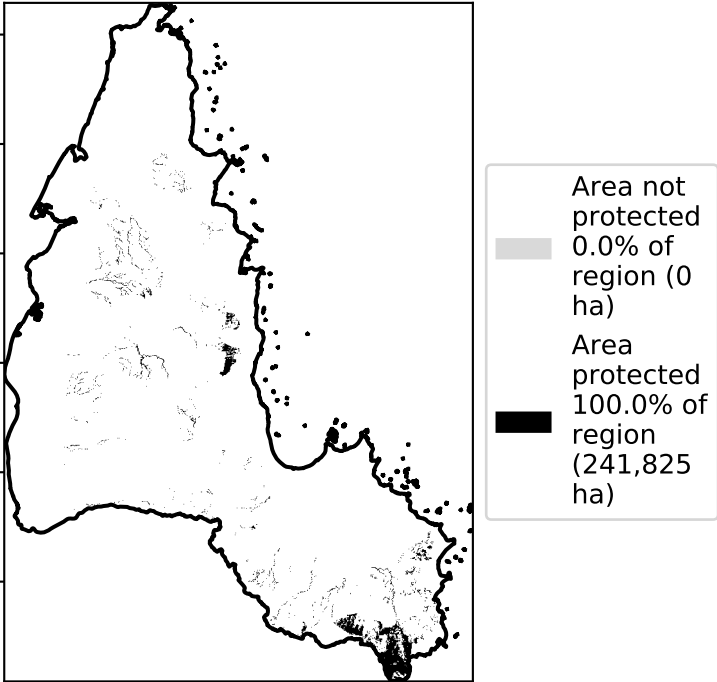 Area not
protected
0.0% of
region (0
ha)
Area
protected
100.0% of
region
(241,825
ha)